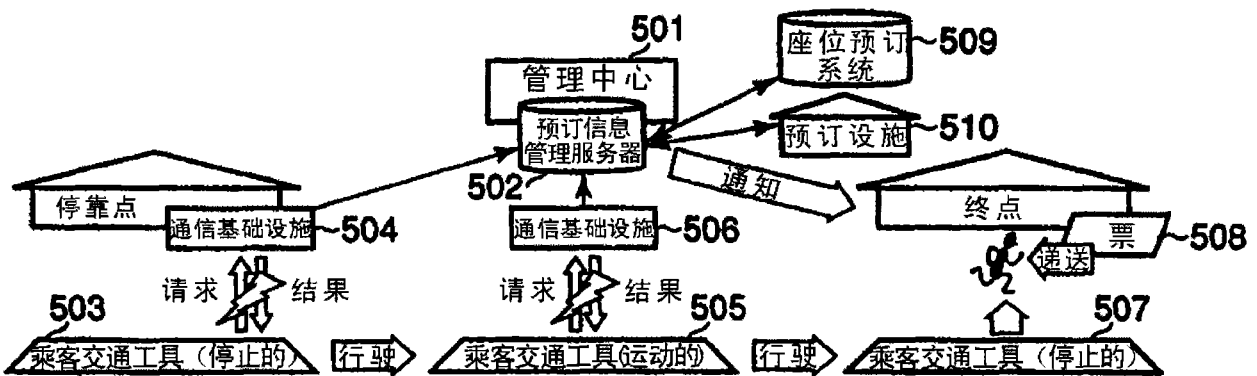 501
管理中心
座位预订
系统
509
预订信息
管理服务器
502
预订设施
510
通知
停靠点
通信基础设施
504
通信基础设施
506
终点
票
508
递送
请求
结果
请求
结果
503
乘客交通工具（停止的）
行驶
505
乘客交通工具(运动的)
行驶
507
乘客交通工具（停止的）